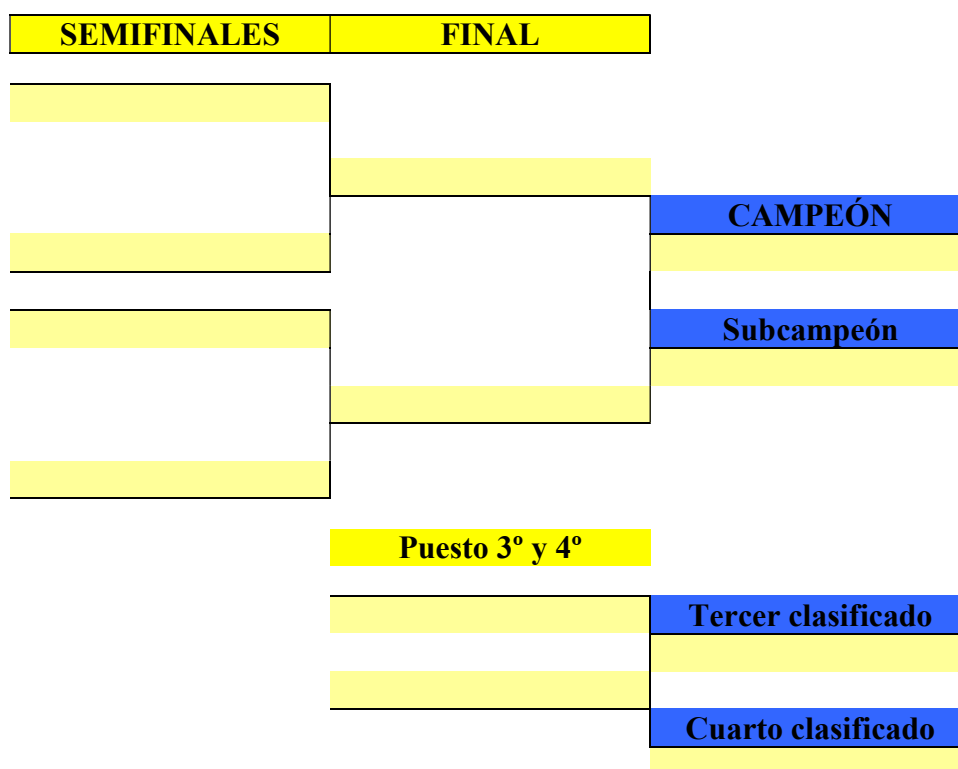 SEMIFINALES FINAL
CAMPEÓN
Subcampeón
Puesto 3º y 4º
Tercer clasificado
Cuarto clasificado